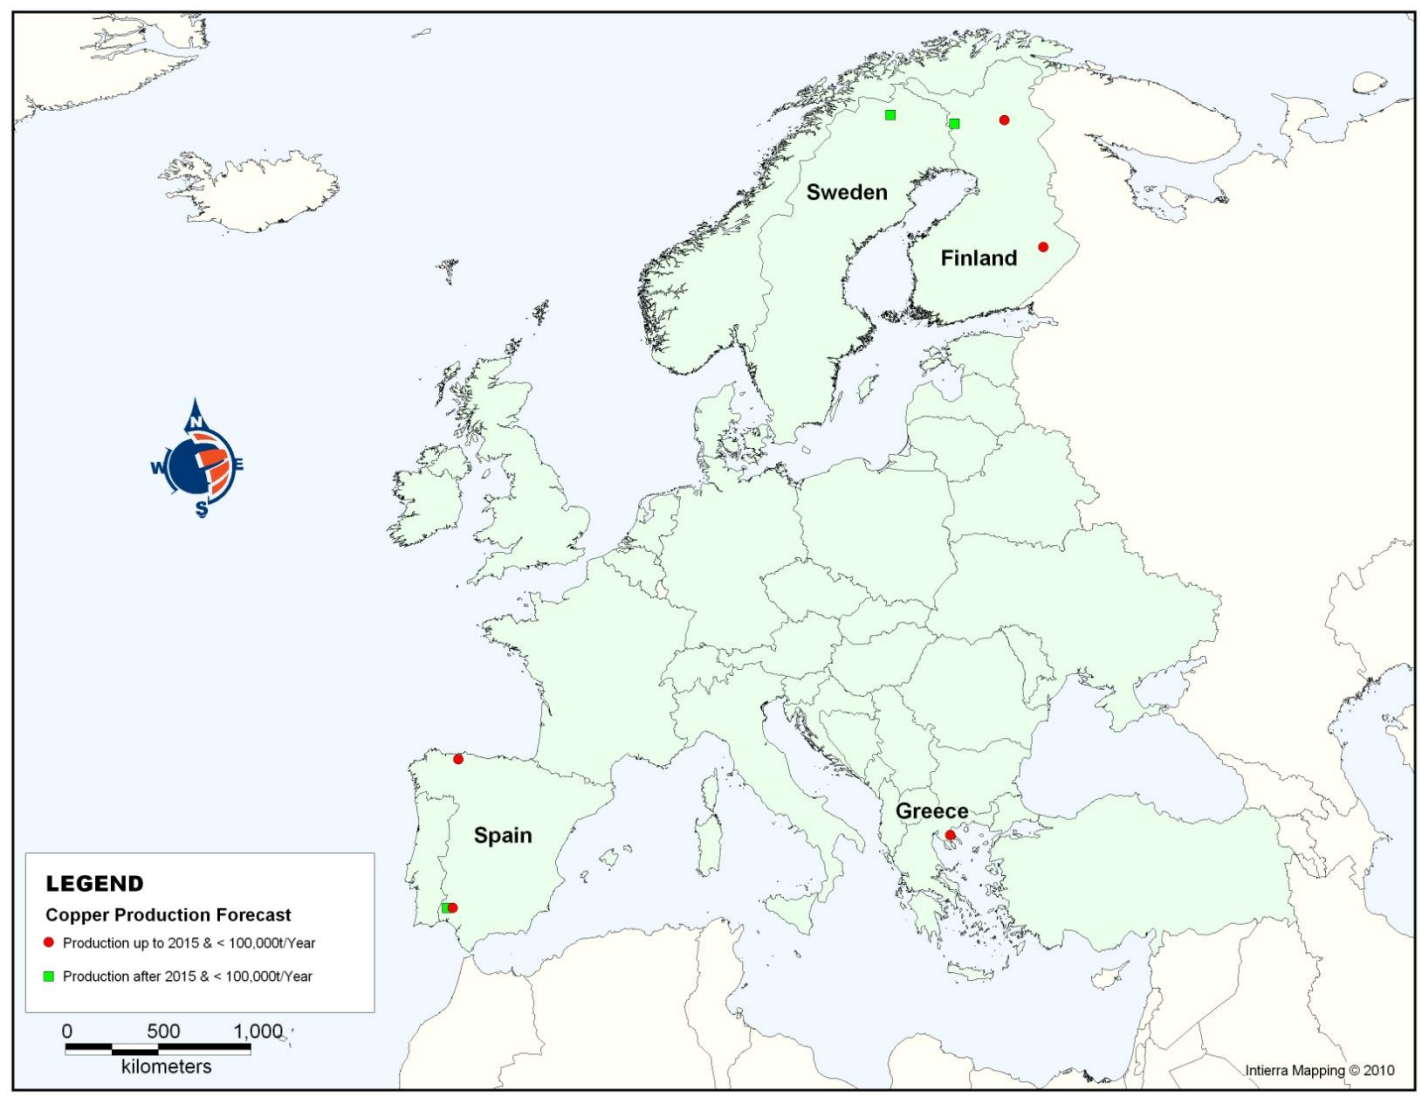 Sweden
Finland
N
W E
S
Greece
Spain
LEGEND
Copper Production Forecast
Production up to 2015 & < 100,000t/Year
Production after 2015 & < 100,000t/Year
0 500 1,000
kilometers
Intierra Mapping © 2010